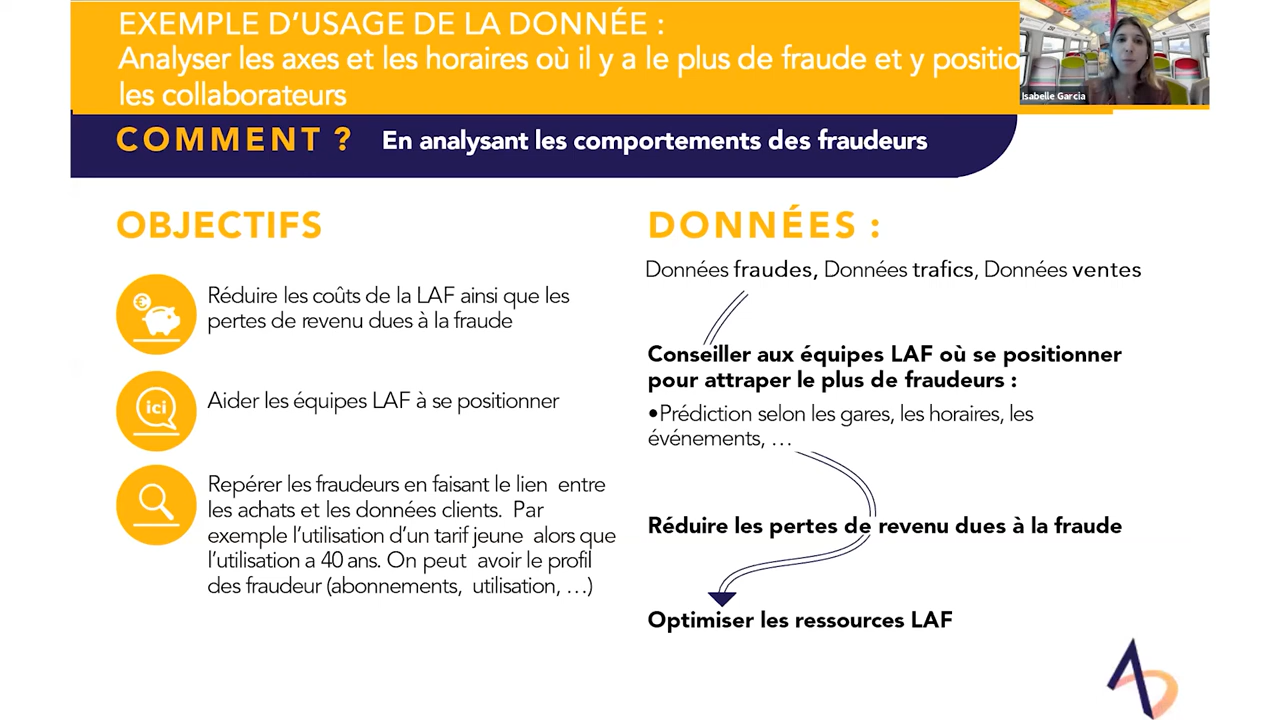 EXEMPLE D'USAGE DE LA DONNÉE :
Analyser les axes et les horaires où il y a le plus de fraude et y positio
les collaborateurs
Isabelle Garcia
COMMENT ? En analysant les comportements des fraudeurs
OBJECTIFS
Réduire les coûts de la LAF ainsi que les
pertes de revenu dues à la fraude
ici
Aider les équipes LAF à se positionner
Repérer les fraudeurs en faisant le lien entre
les achats et les données clients. Par
exemple l'utilisation d'un tarif jeune alors que
l'utilisation a 40 ans. On peut avoir le profil
des fraudeur (abonnements, utilisation, …)
DONNÉES :
Données fraudes, Données trafics, Données ventes
Conseiller aux équipes LAF où se positionner
pour attraper le plus de fraudeurs :
•Prédiction selon les gares, les horaires, les
événements, …
Réduire les pertes de revenu dues à la fraude
Optimiser les ressources LAF